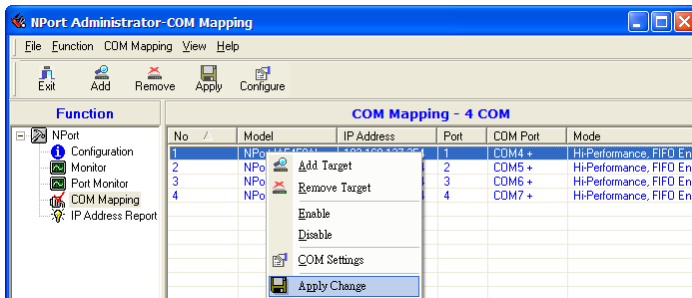 NPort Administrator-COM Mapping
File Function COM Mapping View Help
Exit Add Remove Apply Configure
Function
COM Mapping - 4 COM
NPort
Configuration
Monitor
Port Monitor
COM Mapping
IP Address Report
No Model IP Address Port COM Port Mode
1 1 COM4 + Hi-Performance, FIFO En
2 NPo 2 COM5 + Hi-Performance, FIFO En
3 NPo 3 COM6 + Hi-Performance, FIFO En
4 NPo 4 COM7 + Hi-Performance, FIFO En
Add Target
Remove Target
Enable
Disable
COM Settings
Apply Change